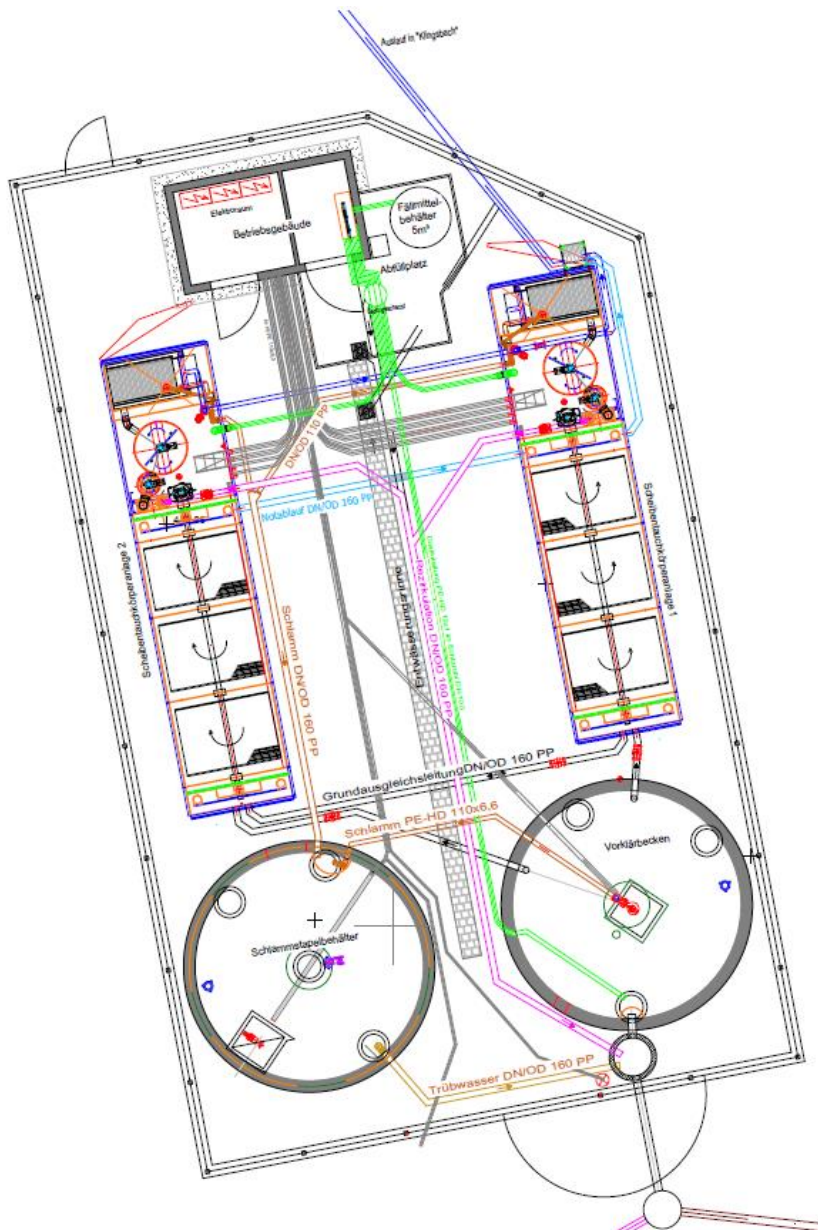 Auslauf in "Klingsbach"
Elektroraum
Betriebsgebäude
Fällmittel-
behälter
5m³
Abfüllplatz
DN/OD 110 PP
Notablauf DN/OD 160 PP
Scheibentauchkörperanlage 2
Scheibentauchkörperanlage 1
Schlamm DN/OD 160 PP
Entwässerungsrinne
Rezirkulation DN/OD 160 PP
GrundausgleichsleitungDN/OD 160 PP
Schlamm PE-HD 110x6.6
Vorklärbecken
Schlammstapelbehälter
Trübwasser DN/OD 160 PP